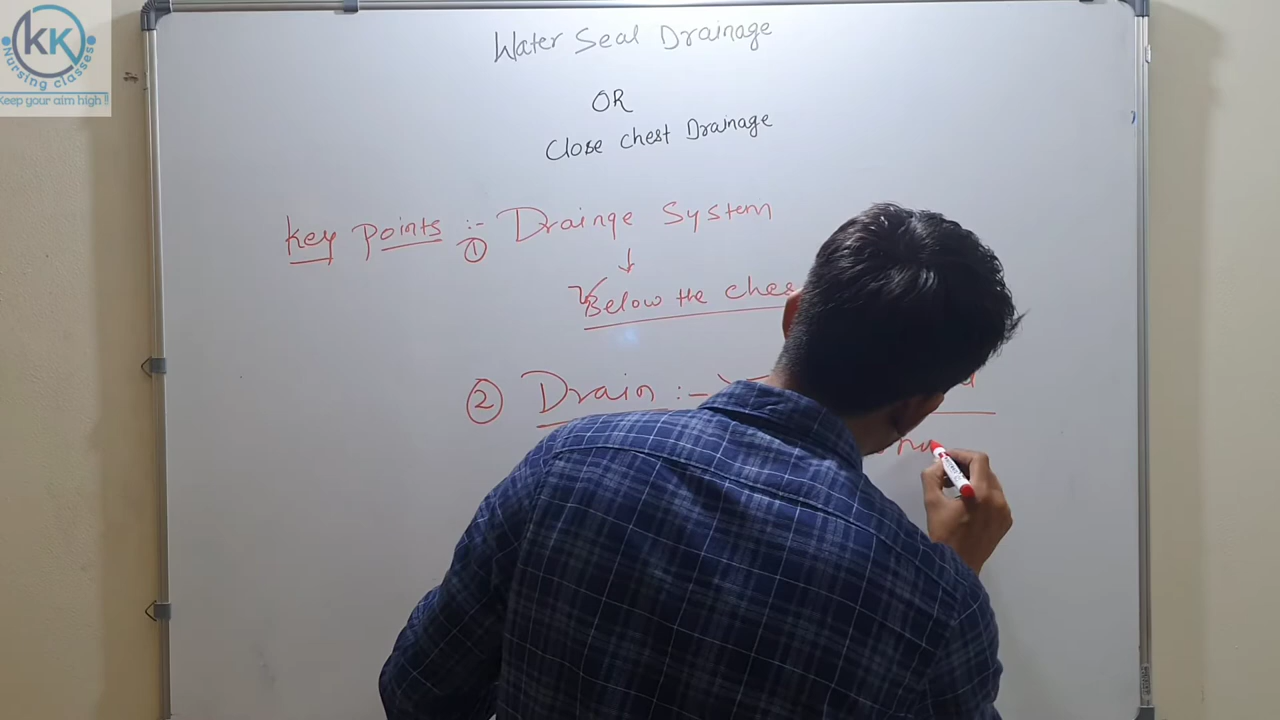 KK
Nursing classes
Keep your aim high !!
Water Seal Drainage
OR
Close Chest Drainage
Key Points :- ① Drainge System
↓
Below the Ches
② Drain :-